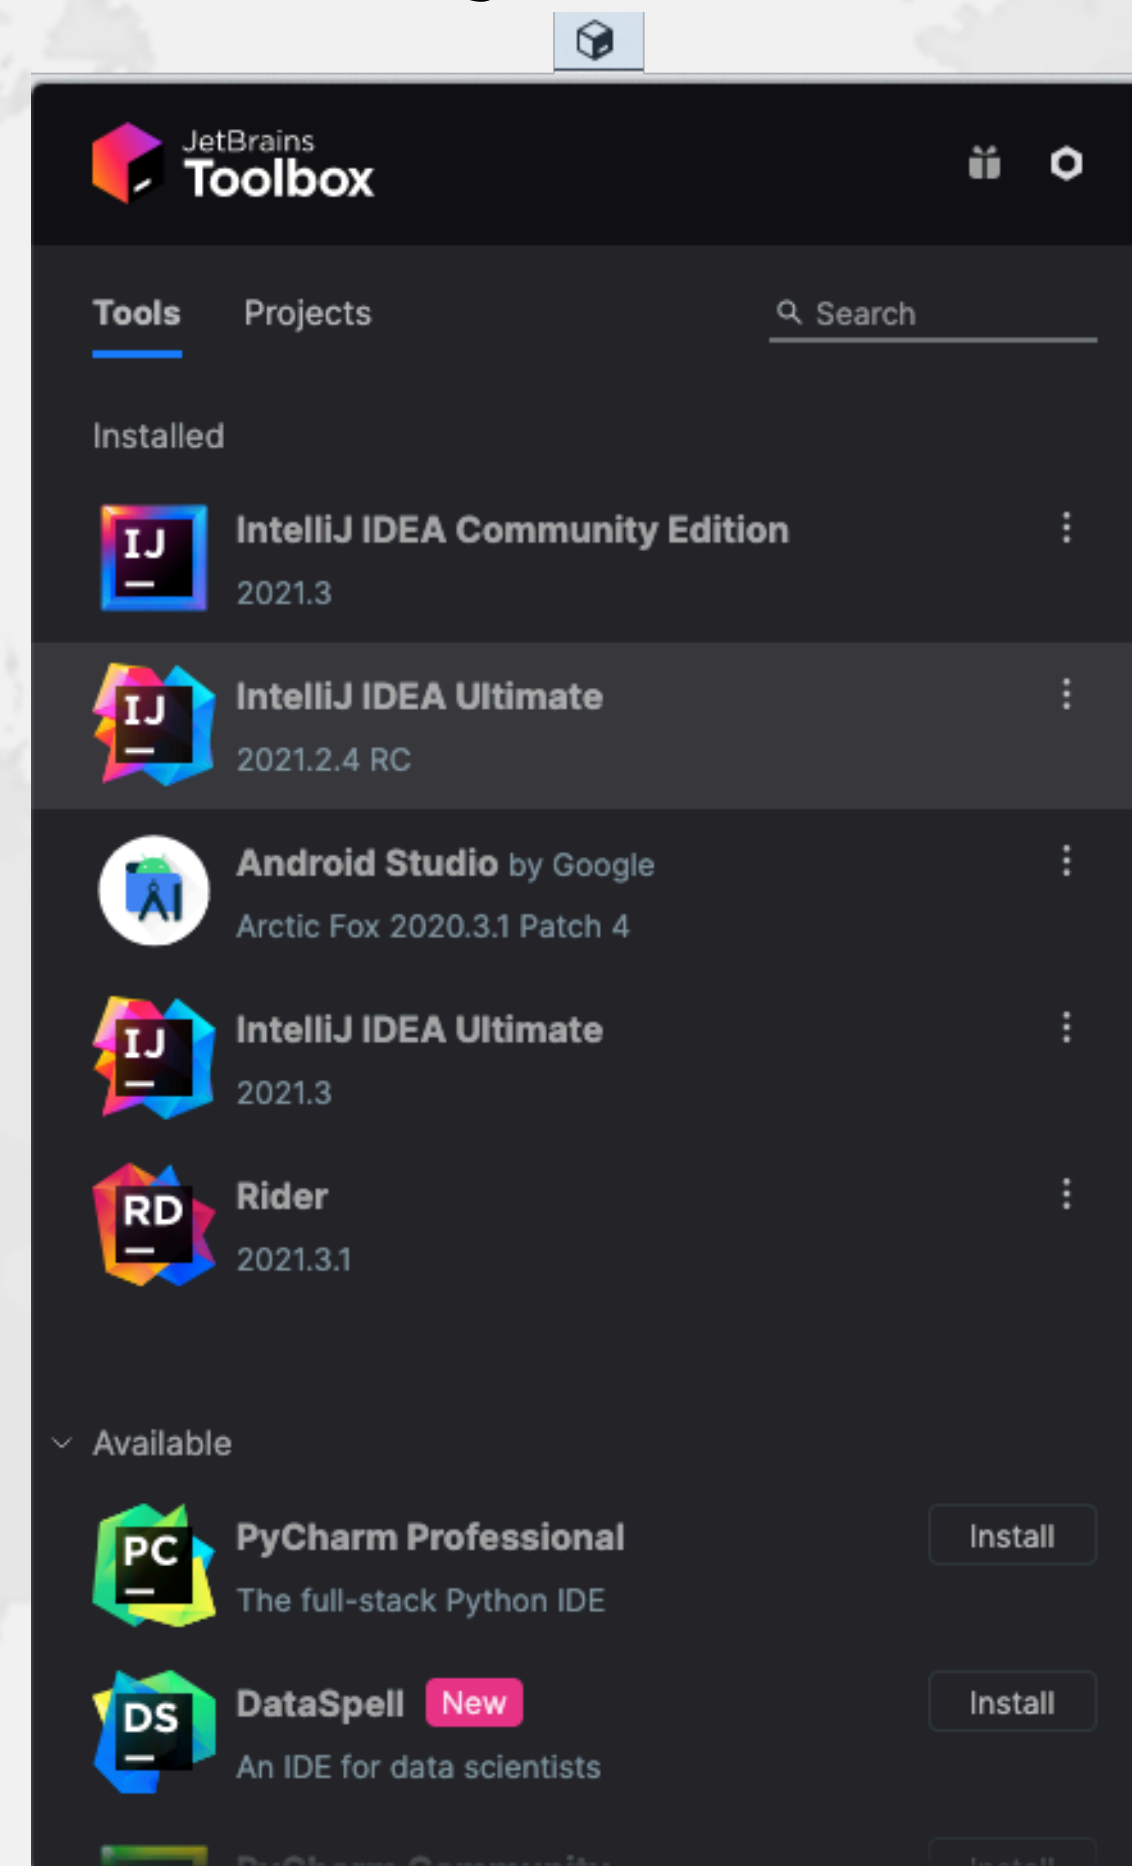 JetBrains
Toolbox
Tools Projects Search
Installed
IJ
IntelliJ IDEA Community Edition
2021.3
IJ
IntelliJ IDEA Ultimate
2021.2.4 RC
Android Studio by Google
Arctic Fox 2020.3.1 Patch 4
IJ
IntelliJ IDEA Ultimate
2021.3
RD
Rider
2021.3.1
Available
PC
PyCharm Professional Install
The full-stack Python IDE
DS
DataSpell New Install
An IDE for data scientists
PyCharm Community Install